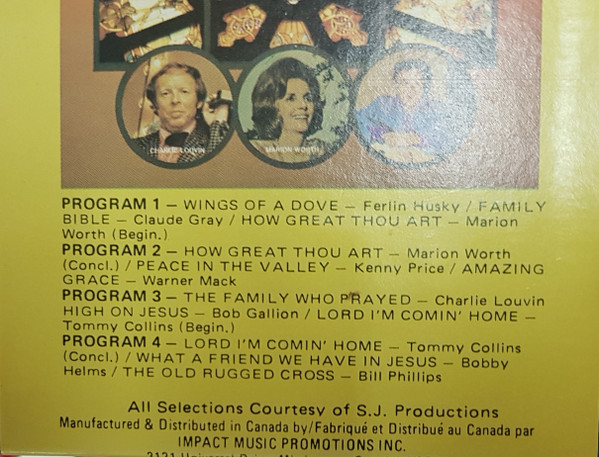 CHARLIE LOUVIN
MARION WORTH
PROGRAM 1 — WINGS OF A DOVE — Ferlin Husky / FAMILY
BIBLE — Claude Gray / HOW GREAT THOU ART — Marion
Worth (Begin.)
PROGRAM 2 — HOW GREAT THOU ART — Marion Worth
(Concl.) / PEACE IN THE VALLEY — Kenny Price / AMAZING
GRACE — Warner Mack
PROGRAM 3 — THE FAMILY WHO PRAYED — Charlie Louvin
HIGH ON JESUS — Bob Gallion / LORD I'M COMIN' HOME —
Tommy Collins (Begin.)
PROGRAM 4 — LORD I'M COMIN' HOME — Tommy Collins
(Concl.) / WHAT A FRIEND WE HAVE IN JESUS — Bobby
Helms / THE OLD RUGGED CROSS — Bill Phillips
All Selections Courtesy of S.J. Productions
Manufactured & Distributed in Canada by/Fabriqué et Distribué au Canada par
IMPACT MUSIC PROMOTIONS INC.